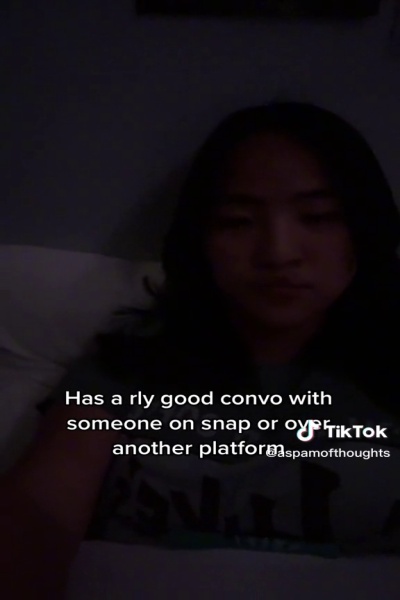 Has a rly good convo with
someone on snap or over
another platform
TikTok
@aspamofthoughts